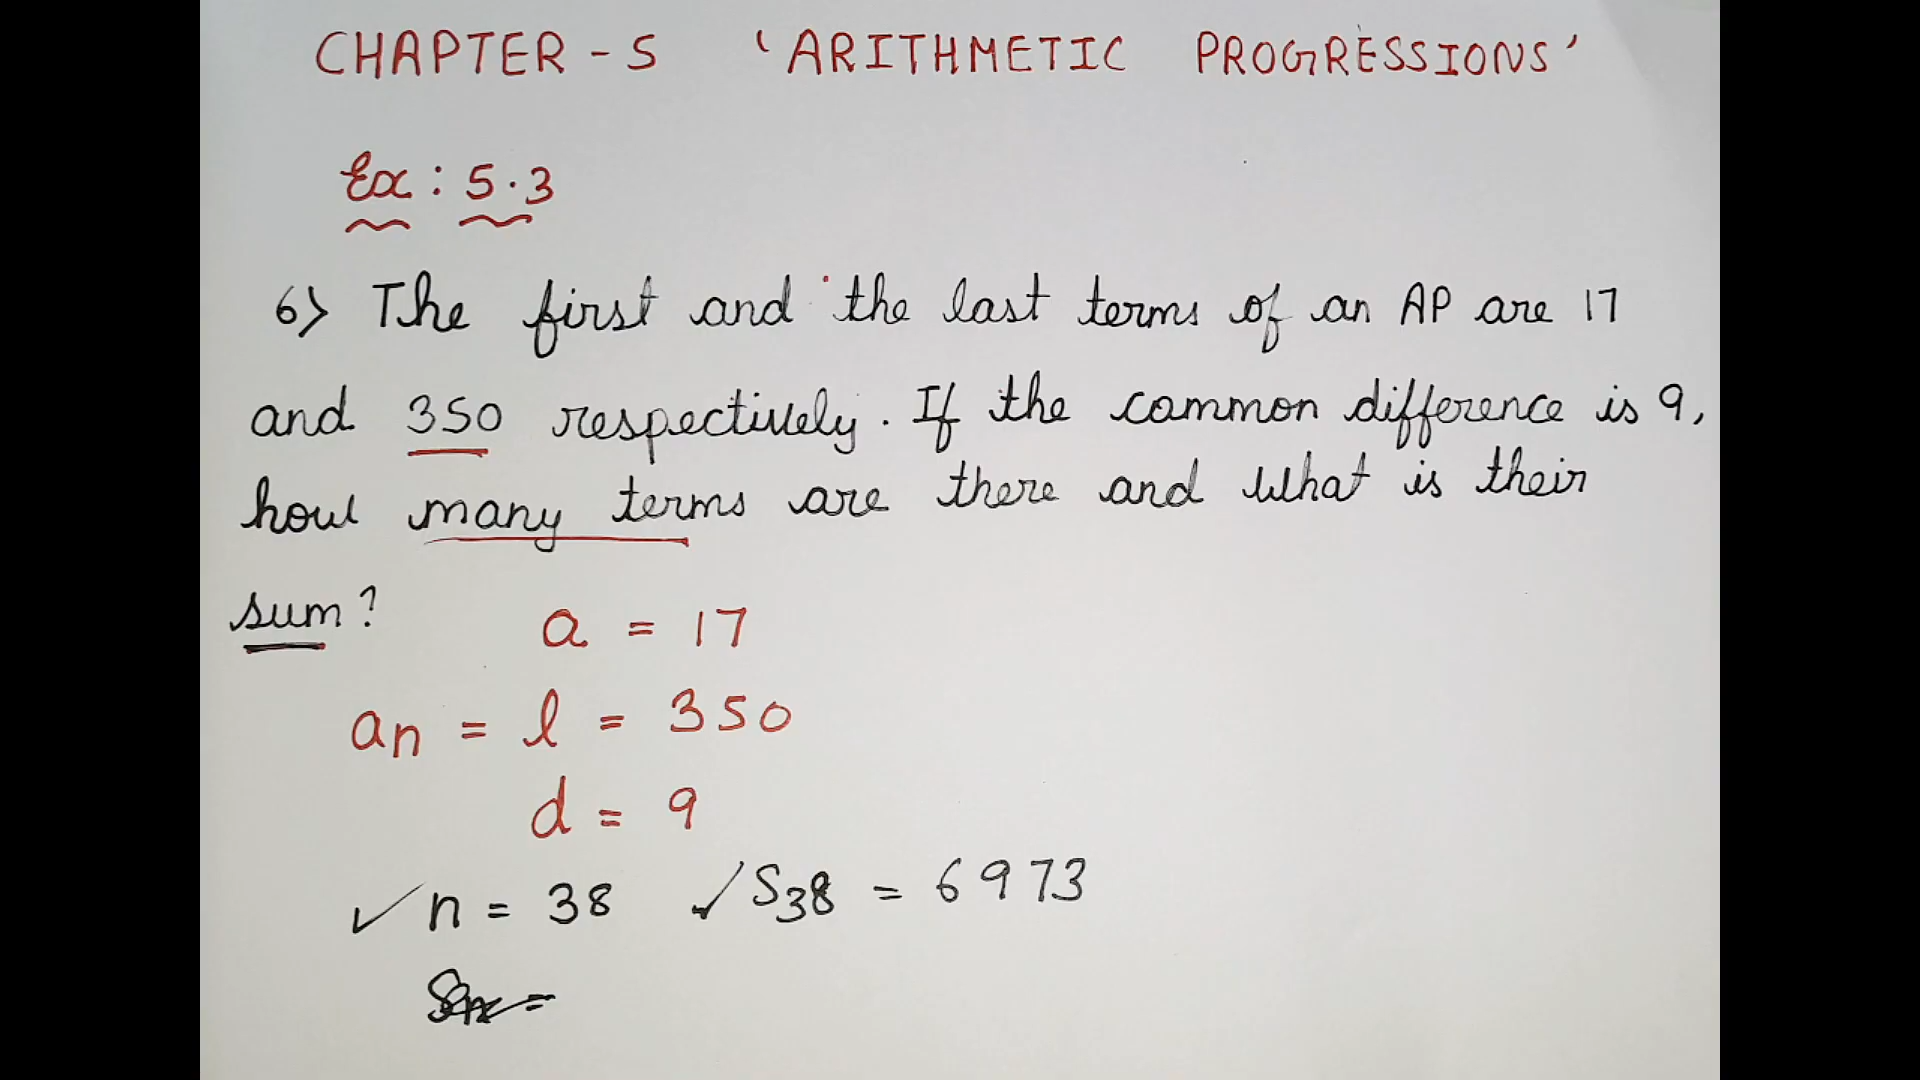 CHAPTER - 5 'ARITHMETIC PROGRESSIONS'
Ex : 5.3
6) The first and the last terms of an AP are 17
and 350 respectively. If the common difference is 9,
how many terms are there and what is their
sum?
a = 17
an = l = 350
d = 9
✓ n = 38 ✓ S38 = 6973